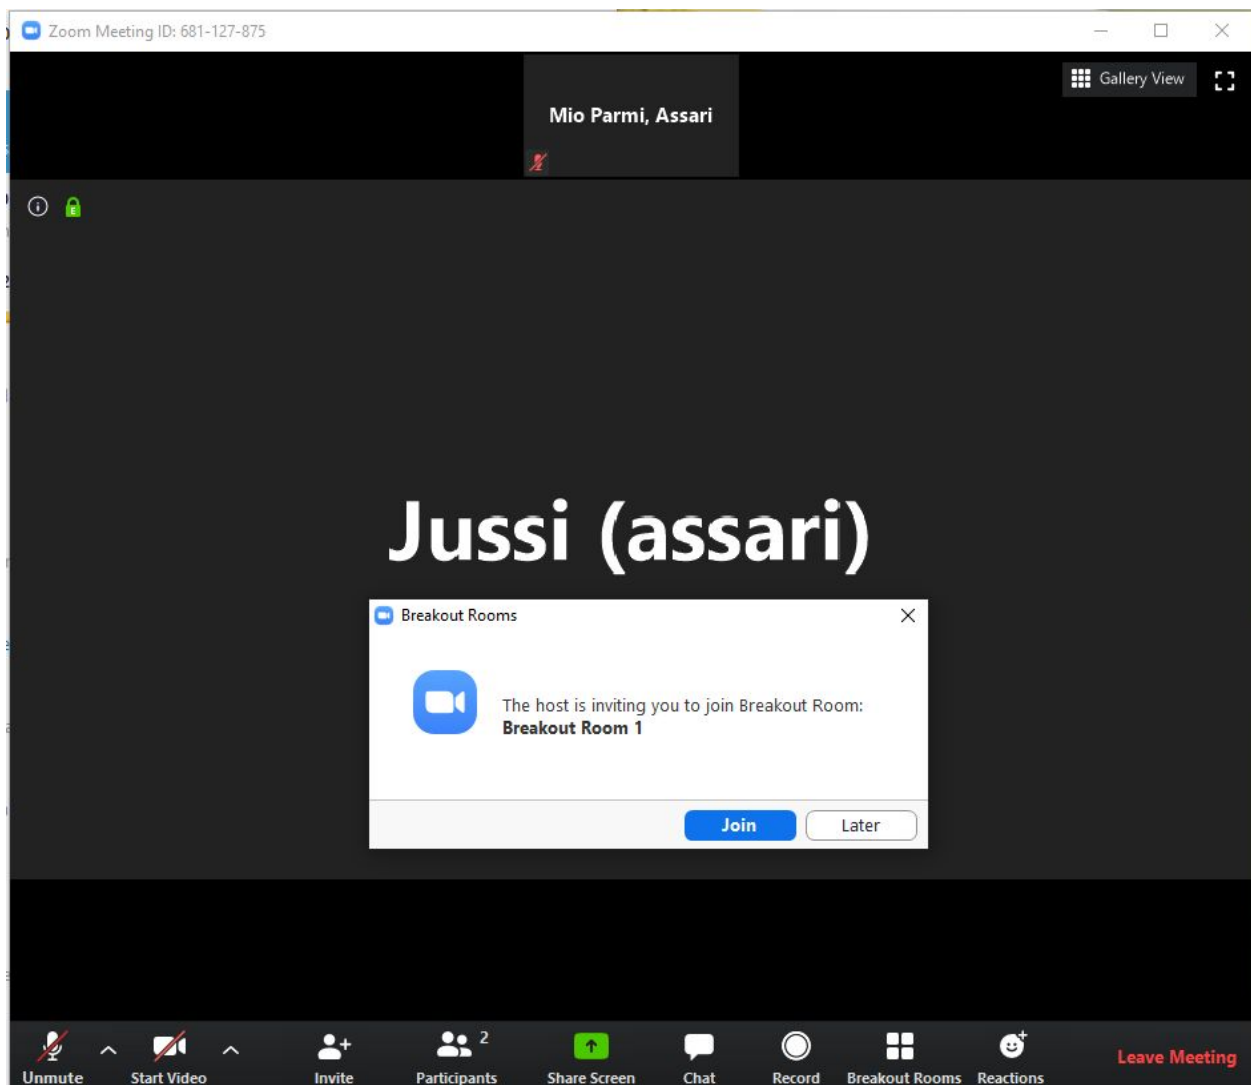 Zoom Meeting ID: 681-127-875
Gallery View
Mio Parmi, Assari
Jussi (assari)
Breakout Rooms
The host is inviting you to join Breakout Room:
Breakout Room 1
Join
Later
2
Unmute
Start Video
Invite
Participants
Share Screen
Chat
Record
Breakout Rooms
Reactions
Leave Meeting